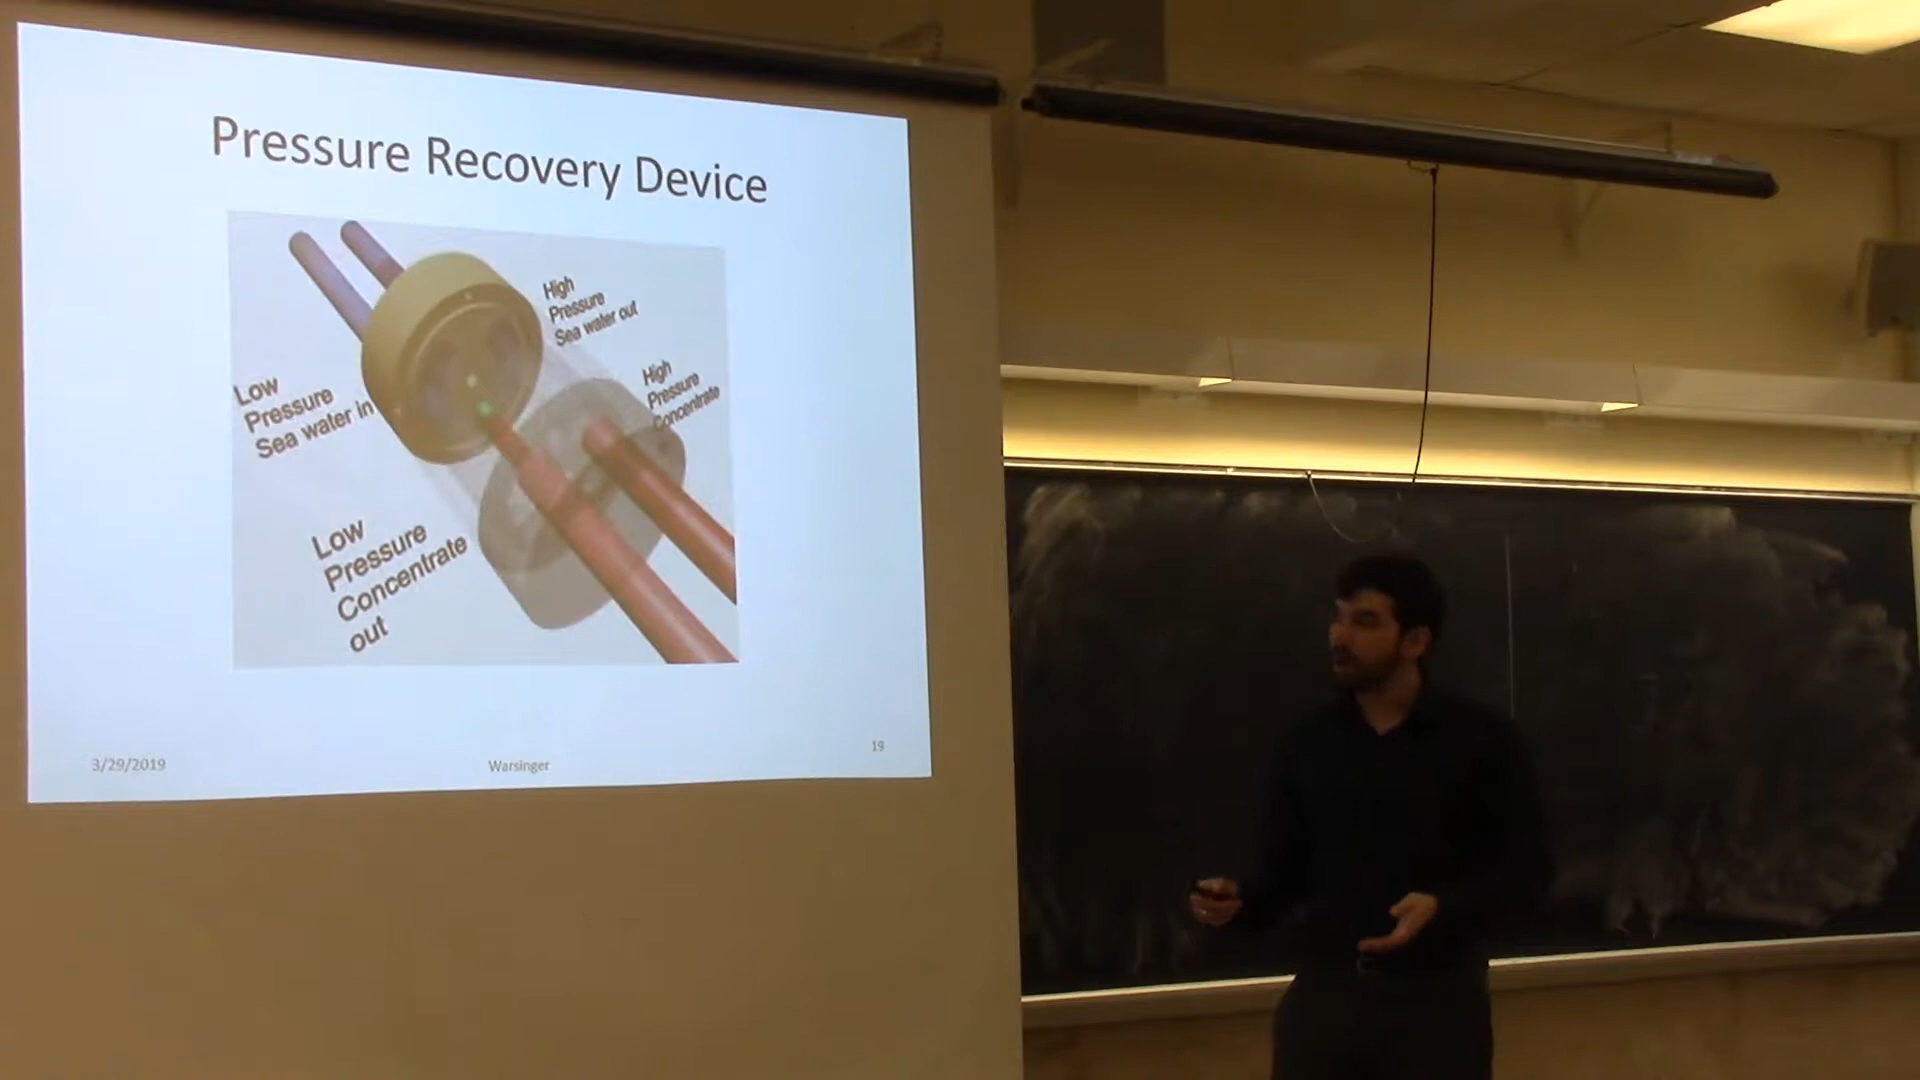 Pressure Recovery Device
High
Pressure
Sea water out
High
Pressure
Concentrate
Low
Pressure
Sea water in
Low
Pressure
Concentrate
out
3/29/2019
Warsinger
19